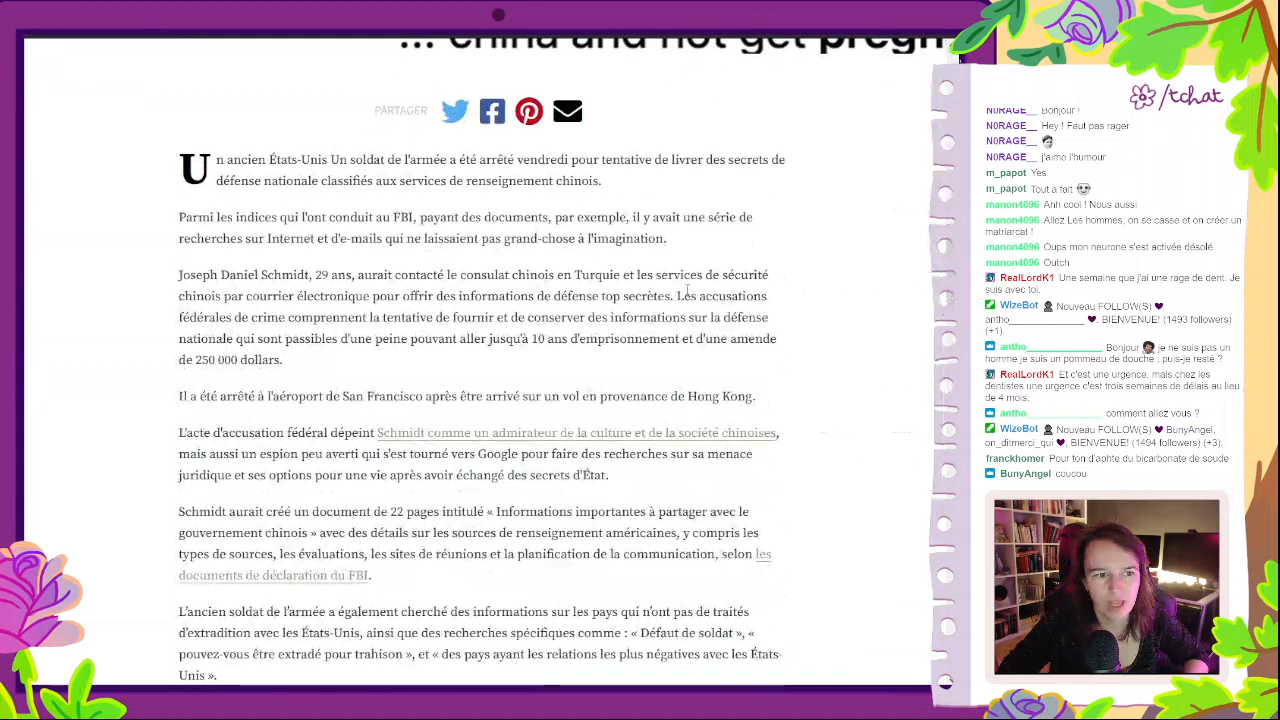 ... China and not get pregn
/tchat
PARTAGER
Un ancien États-Unis Un soldat de l'armée a été arrêté vendredi pour tentative de livrer des secrets de
défense nationale classifiés aux services de renseignement chinois.
Parmi les indices qui l'ont conduit au FBI, payant des documents, par exemple, il y avait une série de
recherches sur Internet et d'e-mails qui ne laissaient pas grand-chose à l'imagination.
Joseph Daniel Schmidt, 29 ans, aurait contacté le consulat chinois en Turquie et les services de sécurité
chinois par courrier électronique pour offrir des informations de défense top secrètes. Les accusations
fédérales de crime comprennent la tentative de fournir et de conserver des informations sur la défense
nationale qui sont passibles d'une peine pouvant aller jusqu'à 10 ans d'emprisonnement et d'une amende
de 250 000 dollars.
Il a été arrêté à l'aéroport de San Francisco après être arrivé sur un vol en provenance de Hong Kong.
L'acte d'accusation fédéral dépeint Schmidt comme un admirateur de la culture et de la société chinoises,
mais aussi un espion peu averti qui s'est tourné vers Google pour faire des recherches sur sa menace
juridique et ses options pour une vie après avoir échangé des secrets d'État.
Schmidt aurait créé un document de 22 pages intitulé « Informations importantes à partager avec le
gouvernement chinois » avec des détails sur les sources de renseignement américaines, y compris les
types de sources, les évaluations, les sites de réunions et la planification de la communication, selon les
documents de déclaration du FBI.
L'ancien soldat de l'armée a également cherché des informations sur les pays qui n'ont pas de traités
d'extradition avec les États-Unis, ainsi que des recherches spécifiques comme : « Défaut de soldat », «
pouvez-vous être extradé pour trahison », et « des pays ayant les relations les plus négatives avec les États-
Unis ».
N0RAGE__ Bonjour !
N0RAGE__ Hey ! Faut pas rager
N0RAGE__
N0RAGE__ j'aime l'humour
m_papot Yes
m_papot Tout a fait
manon4096 Ahh cool ! Nous aussi
manon4096 Allez Les hommes, on se casse et on créer un
matriarcat !
manon4096 Oups mon neurone s'est activée désolé
manon4096 Outch
RealLordK1 Une semaine que j'ai une rage de dent. Je
suis avec toi.
WizeBot Nouveau FOLLOW(S)
antho______________ , BIENVENUE! (1493 followers)
(+1).
antho______________ Bonjour je ne suis pas un
homme je suis un pommeau de douche , puis-je resté ?
RealLordK1 Et c'est une urgence, mais chez les
dentistes une urgence c'est trois semaines de délais au lieu
de 4 mois.
antho______________ comment allez vous ?
WizeBot Nouveau FOLLOW(S) BunyAngel,
on_ditmerci_qui , BIENVENUE! (1494 followers) (+3).
franckhomer Pour ton d'aphte du bicarbonate de soude
BunyAngel coucou